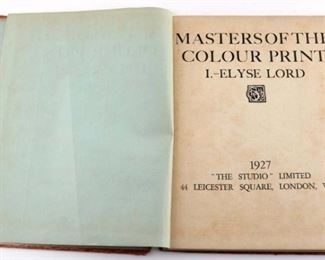 MASTERS OF THE
COLOUR PRINT
I.-ELYSE LORD
1927
"THE STUDIO" LIMITED
44 LEICESTER SQUARE, LONDON, W